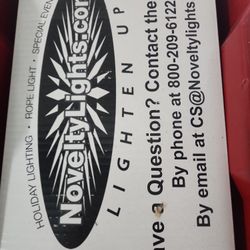 HOLIDAY LIGHTING • ROPE LIGHT • SPECIAL EVEN
NoveltyLights.com
LIGHTEN UP
ave a Question? Contact the
By phone at 800-209-6122
By email at CS@Noveltylights